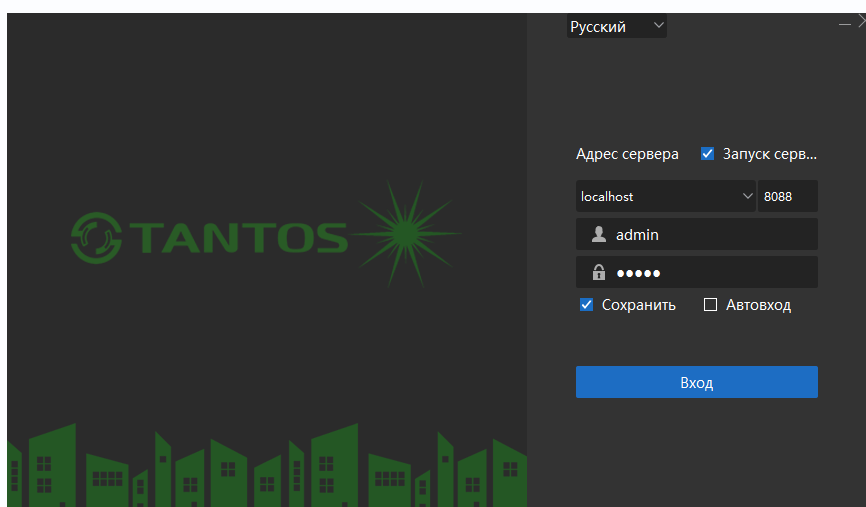 Русский
Адрес сервера Запуск серв...
localhost 8088
TANTOS
admin
•••••
Сохранить Автовход
Вход